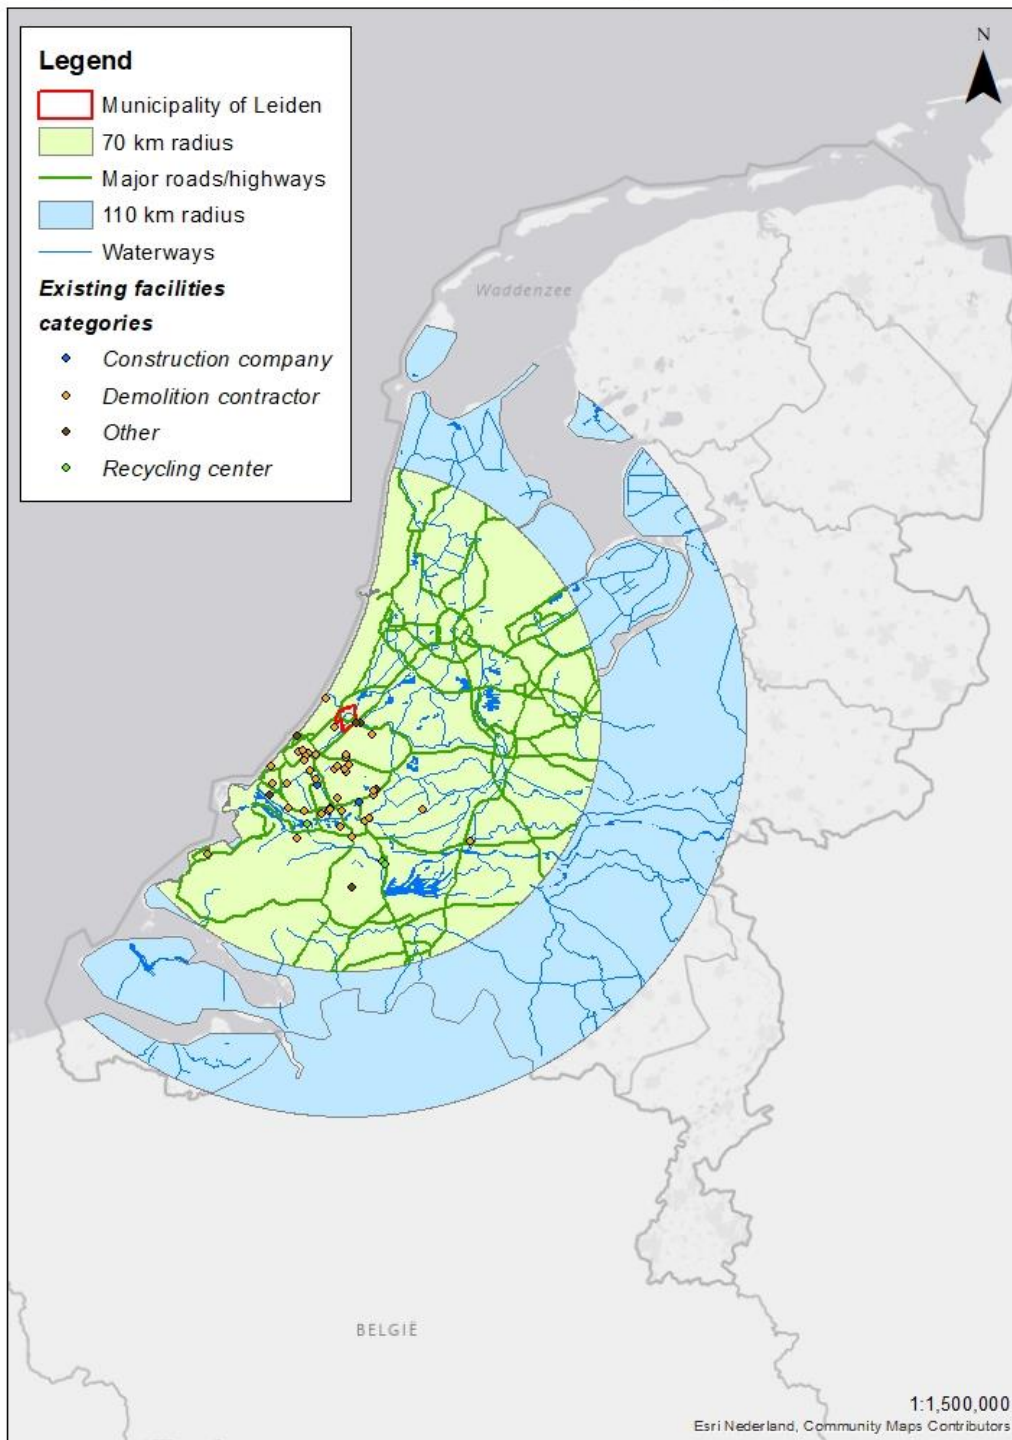 Legend
Municipality of Leiden
70 km radius
Major roads/highways
110 km radius
Waterways
Existing facilities
categories
Construction company
Demolition contractor
Other
Recycling center
N
Waddenzee
BELGIË
1:1,500,000
Esri Nederland, Community Maps Contributors